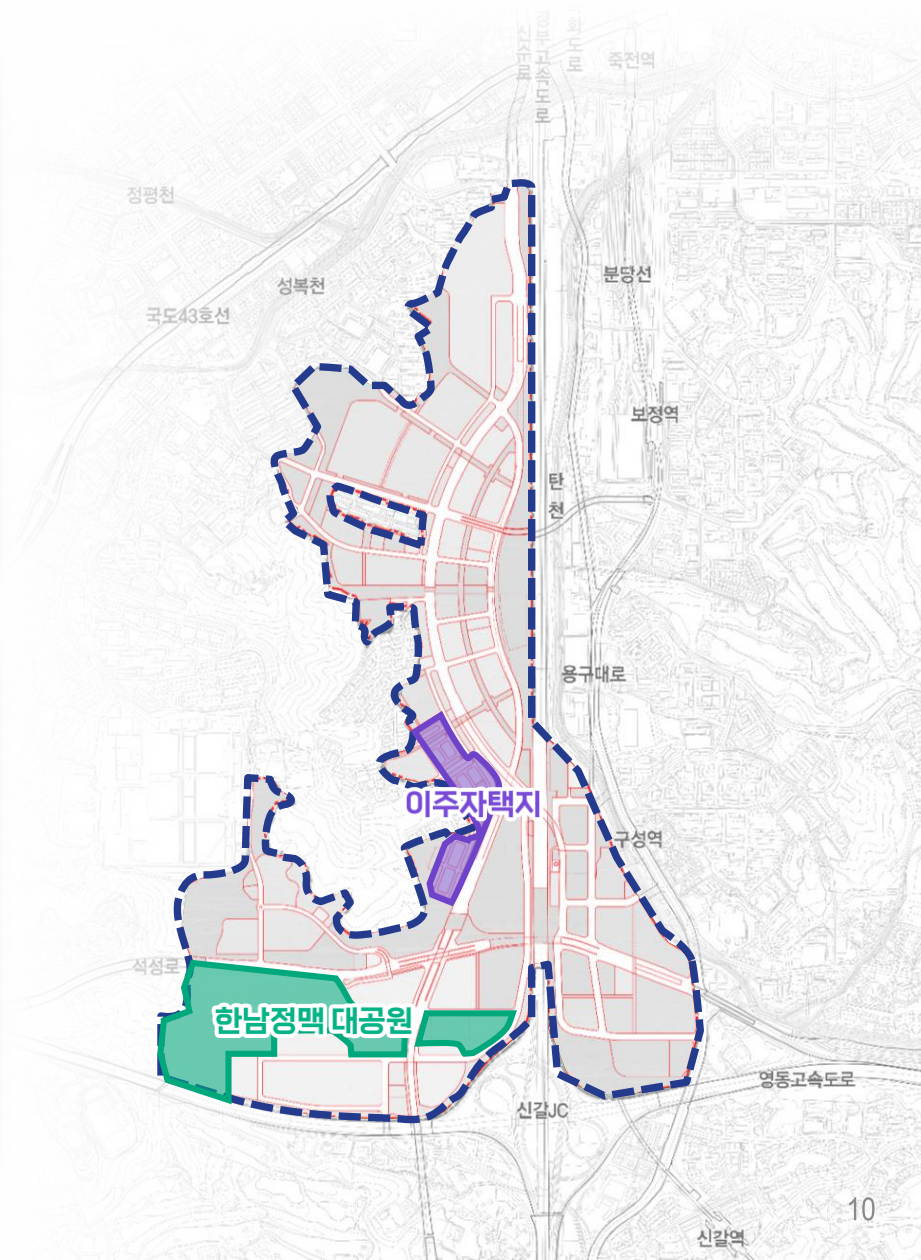 신수로
경부고속도로
죽전역
정평천
성복천
분당선
국도43호선
보정역
탄천
용구대로
이주자택지
구성역
석성로
한남정맥 대공원
영동고속도로
신갈JC
10
신갈역